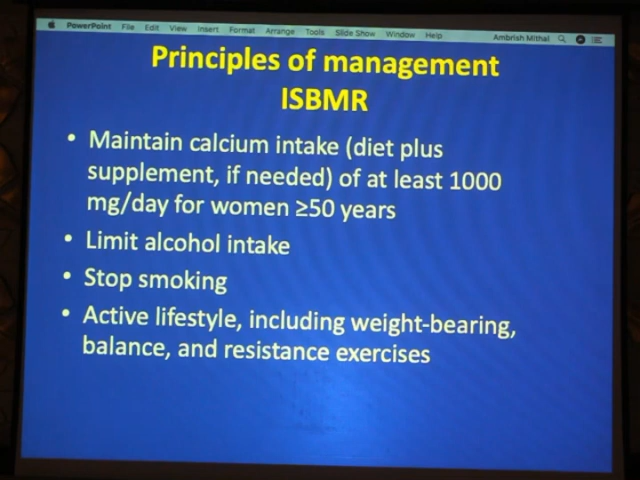 PowerPoint File Edit View Insert Format Arrange Tools Slide Show Window Help Ambrish Mithal
Principles of management
ISBMR
• Maintain calcium intake (diet plus
supplement, if needed) of at least 1000
mg/day for women ≥50 years
• Limit alcohol intake
• Stop smoking
• Active lifestyle, including weight-bearing,
balance, and resistance exercises